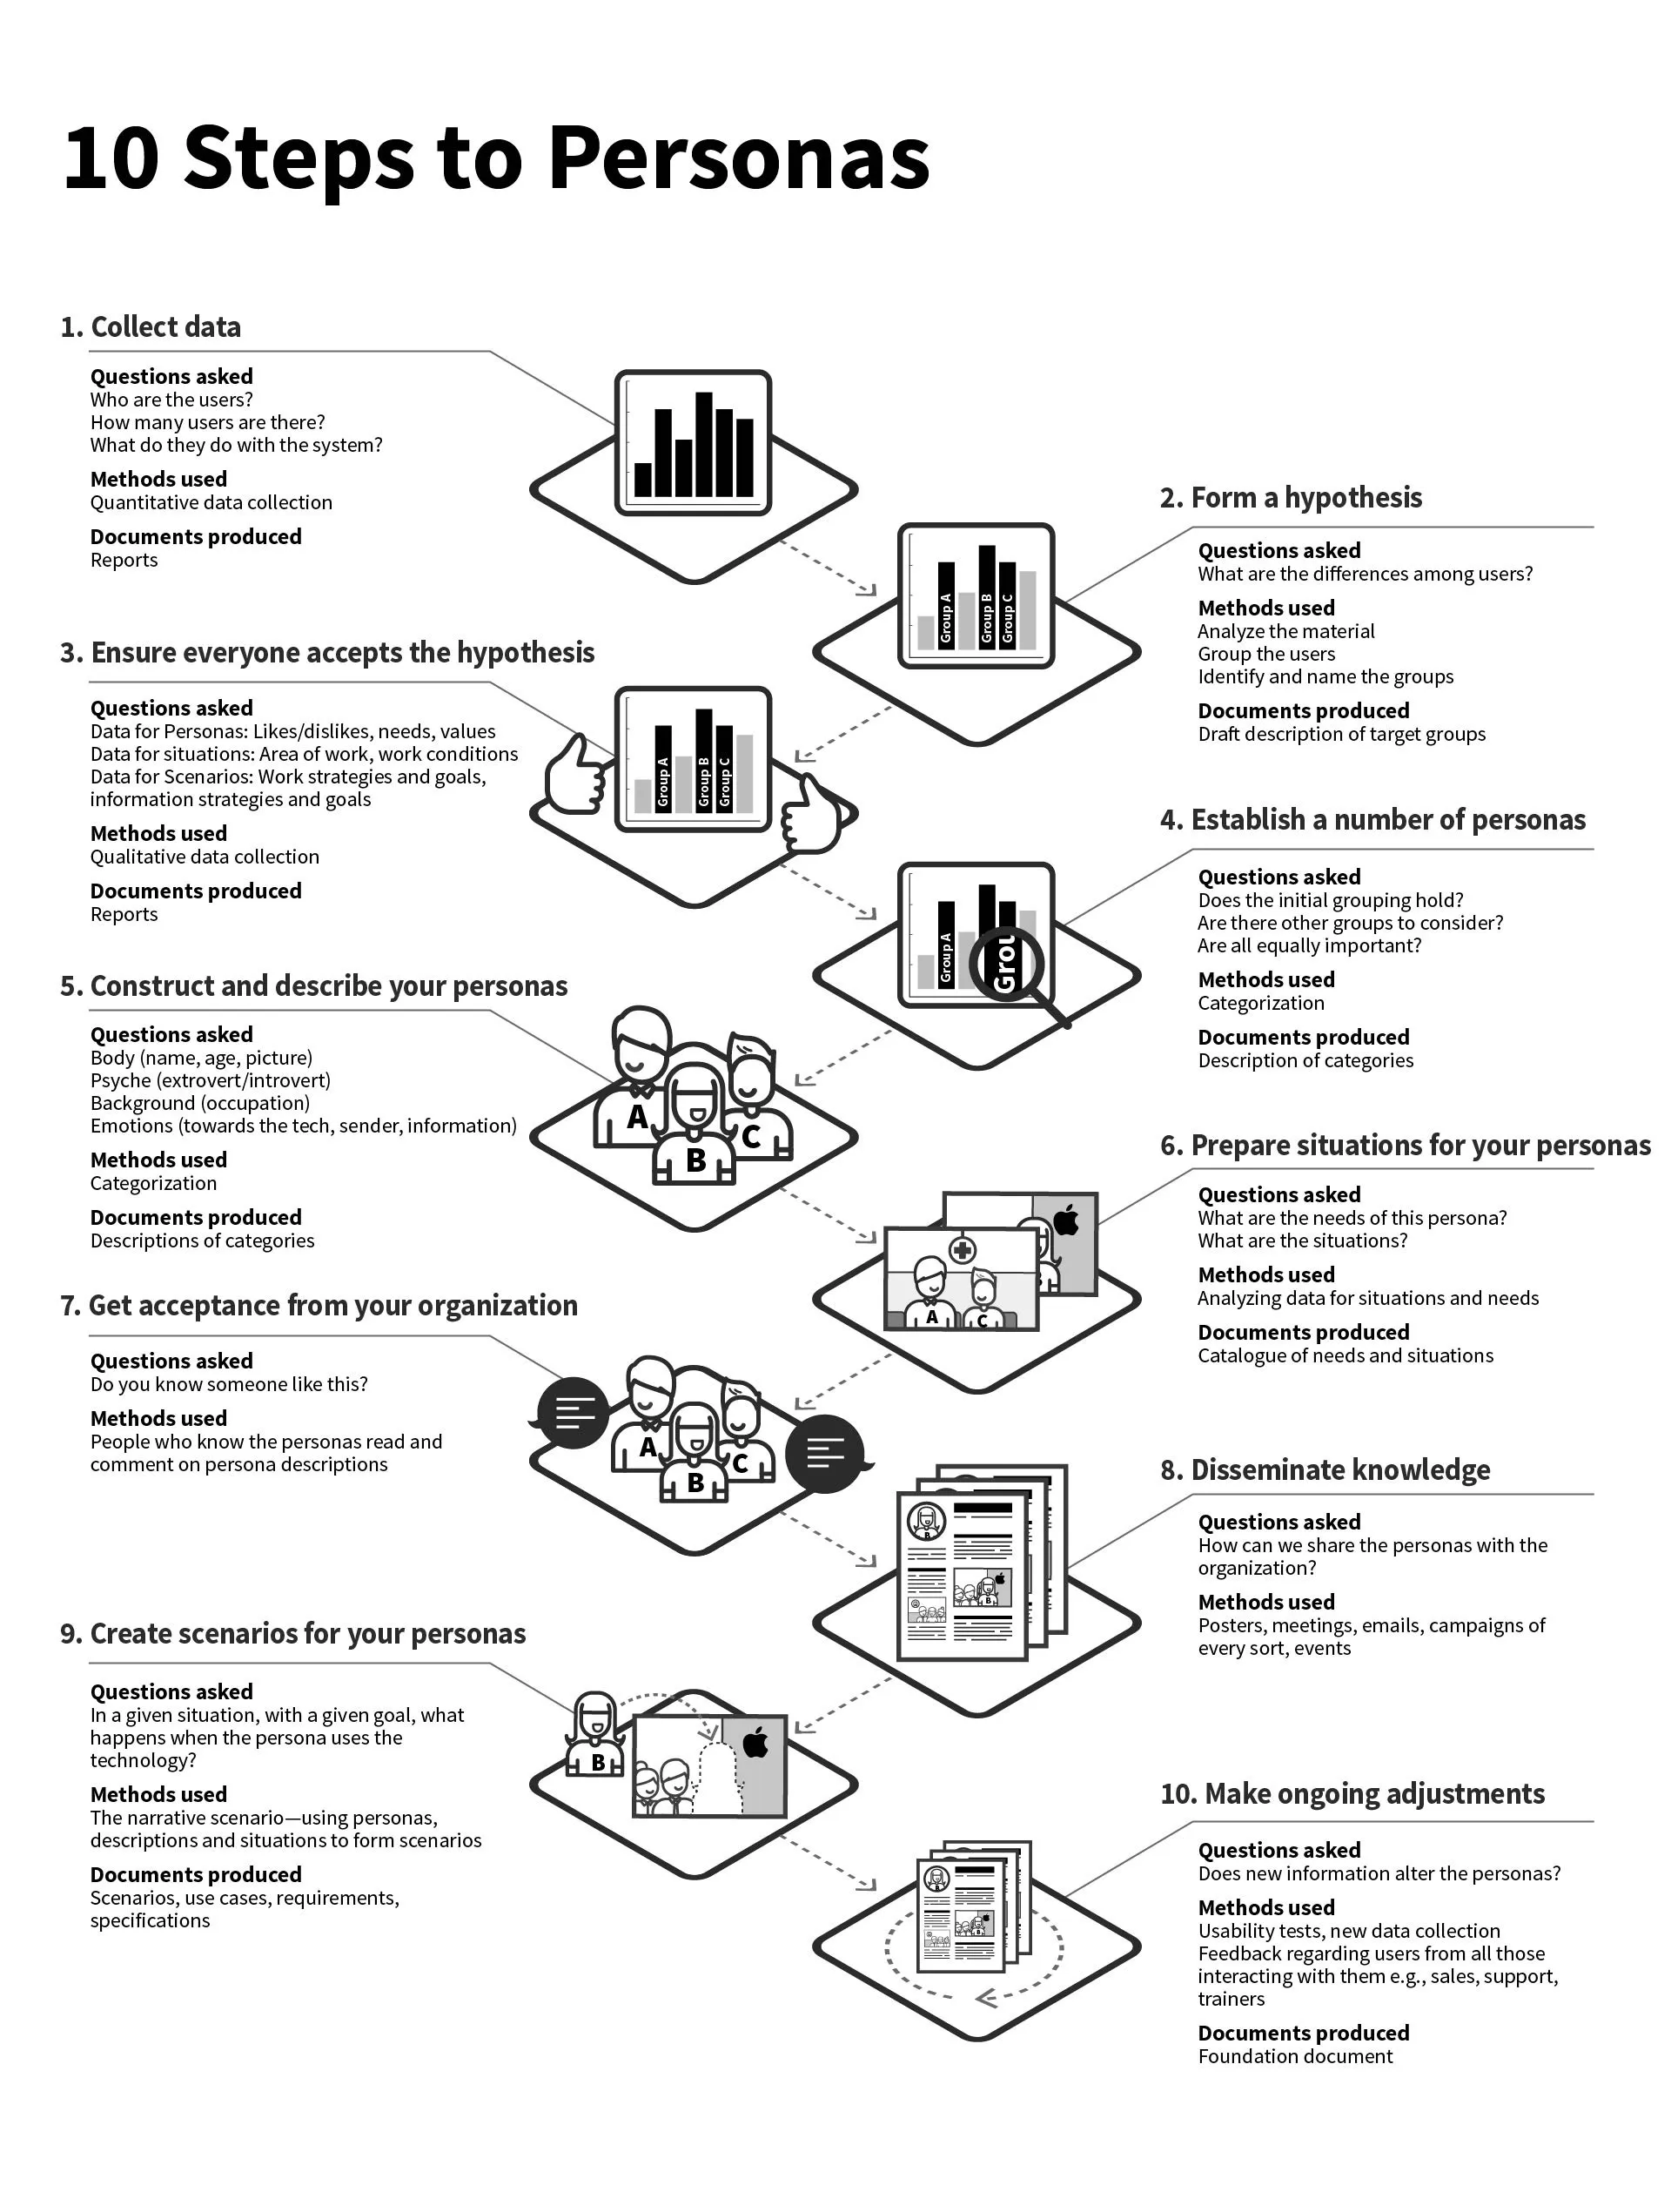 10 Steps to Personas
1. Collect data
Questions asked
Who are the users?
How many users are there?
What do they do with the system?
Methods used
Quantitative data collection
Documents produced
Reports
2. Form a hypothesis
Questions asked
What are the differences among users?
Methods used
Analyze the material
Group the users
Identify and name the groups
Documents produced
Draft description of target groups
Group A
Group B
Group C
3. Ensure everyone accepts the hypothesis
Questions asked
Data for Personas: Likes/dislikes, needs, values
Data for situations: Area of work, work conditions
Data for Scenarios: Work strategies and goals,
information strategies and goals
Methods used
Qualitative data collection
Documents produced
Reports
Group A
Group B
Group C
4. Establish a number of personas
Questions asked
Does the initial grouping hold?
Are there other groups to consider?
Are all equally important?
Methods used
Categorization
Documents produced
Description of categories
Group A
Grou
5. Construct and describe your personas
Questions asked
Body (name, age, picture)
Psyche (extrovert/introvert)
Background (occupation)
Emotions (towards the tech, sender, information)
Methods used
Categorization
Documents produced
Descriptions of categories
A
B
C
6. Prepare situations for your personas
Questions asked
What are the needs of this persona?
What are the situations?
Methods used
Analyzing data for situations and needs
Documents produced
Catalogue of needs and situations
A
C
B
7. Get acceptance from your organization
Questions asked
Do you know someone like this?
Methods used
People who know the personas read and
comment on persona descriptions
A
B
C
8. Disseminate knowledge
Questions asked
How can we share the personas with the
organization?
Methods used
Posters, meetings, emails, campaigns of
every sort, events
B
B
9. Create scenarios for your personas
Questions asked
In a given situation, with a given goal, what
happens when the persona uses the
technology?
Methods used
The narrative scenario—using personas,
descriptions and situations to form scenarios
Documents produced
Scenarios, use cases, requirements,
specifications
B
10. Make ongoing adjustments
Questions asked
Does new information alter the personas?
Methods used
Usability tests, new data collection
Feedback regarding users from all those
interacting with them e.g., sales, support,
trainers
Documents produced
Foundation document